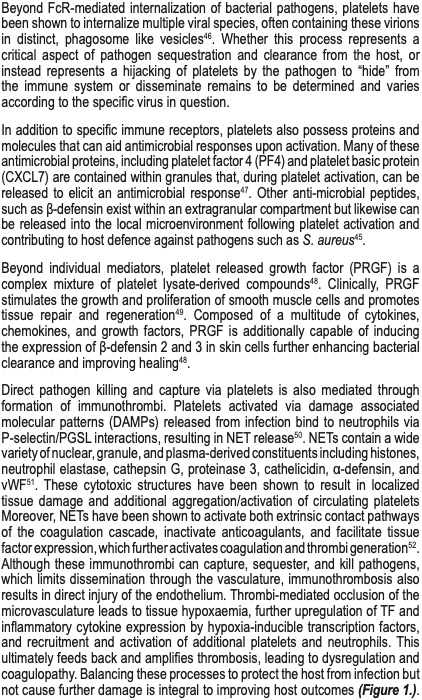 Beyond FcR-mediated internalization of bacterial pathogens, platelets have
been shown to internalize multiple viral species, often containing these virions
in distinct, phagosome like vesicles⁴⁶. Whether this process represents a
critical aspect of pathogen sequestration and clearance from the host, or
instead represents a hijacking of platelets by the pathogen to “hide” from
the immune system or disseminate remains to be determined and varies
according to the specific virus in question.
In addition to specific immune receptors, platelets also possess proteins and
molecules that can aid antimicrobial responses upon activation. Many of these
antimicrobial proteins, including platelet factor 4 (PF4) and platelet basic protein
(CXCL7) are contained within granules that, during platelet activation, can be
released to elicit an antimicrobial response⁴⁷. Other anti-microbial peptides,
such as β-defensin exist within an extragranular compartment but likewise can
be released into the local microenvironment following platelet activation and
contributing to host defence against pathogens such as S. aureus⁴⁵.
Beyond individual mediators, platelet released growth factor (PRGF) is a
complex mixture of platelet lysate-derived compounds⁴⁸. Clinically, PRGF
stimulates the growth and proliferation of smooth muscle cells and promotes
tissue repair and regeneration⁴⁹. Composed of a multitude of cytokines,
chemokines, and growth factors, PRGF is additionally capable of inducing
the expression of β-defensin 2 and 3 in skin cells further enhancing bacterial
clearance and improving healing⁴⁸.
Direct pathogen killing and capture via platelets is also mediated through
formation of immunothrombi. Platelets activated via damage associated
molecular patterns (DAMPs) released from infection bind to neutrophils via
P-selectin/PGSL interactions, resulting in NET release⁵⁰. NETs contain a wide
variety of nuclear, granule, and plasma-derived constituents including histones,
neutrophil elastase, cathepsin G, proteinase 3, cathelicidin, α-defensin, and
vWF⁵¹. These cytotoxic structures have been shown to result in localized
tissue damage and additional aggregation/activation of circulating platelets
Moreover, NETs have been shown to activate both extrinsic contact pathways
of the coagulation cascade, inactivate anticoagulants, and facilitate tissue
factor expression, which further activates coagulation and thrombi generation⁵².
Although these immunothrombi can capture, sequester, and kill pathogens,
which limits dissemination through the vasculature, immunothrombosis also
results in direct injury of the endothelium. Thrombi-mediated occlusion of the
microvasculature leads to tissue hypoxaemia, further upregulation of TF and
inflammatory cytokine expression by hypoxia-inducible transcription factors,
and recruitment and activation of additional platelets and neutrophils. This
ultimately feeds back and amplifies thrombosis, leading to dysregulation and
coagulopathy. Balancing these processes to protect the host from infection but
not cause further damage is integral to improving host outcomes (Figure 1.).